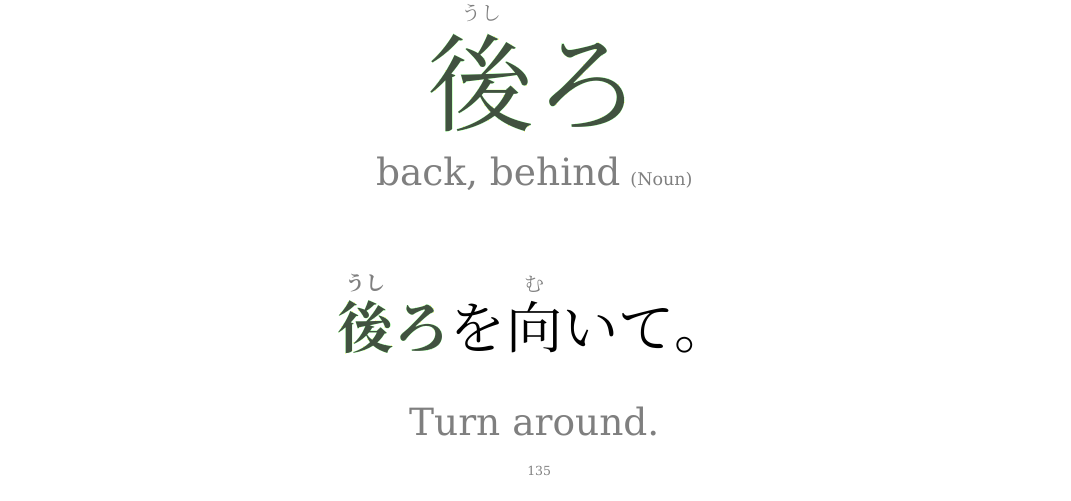 うし
後ろ
back, behind (Noun)
うし む
後ろを向いて。
Turn around.
135